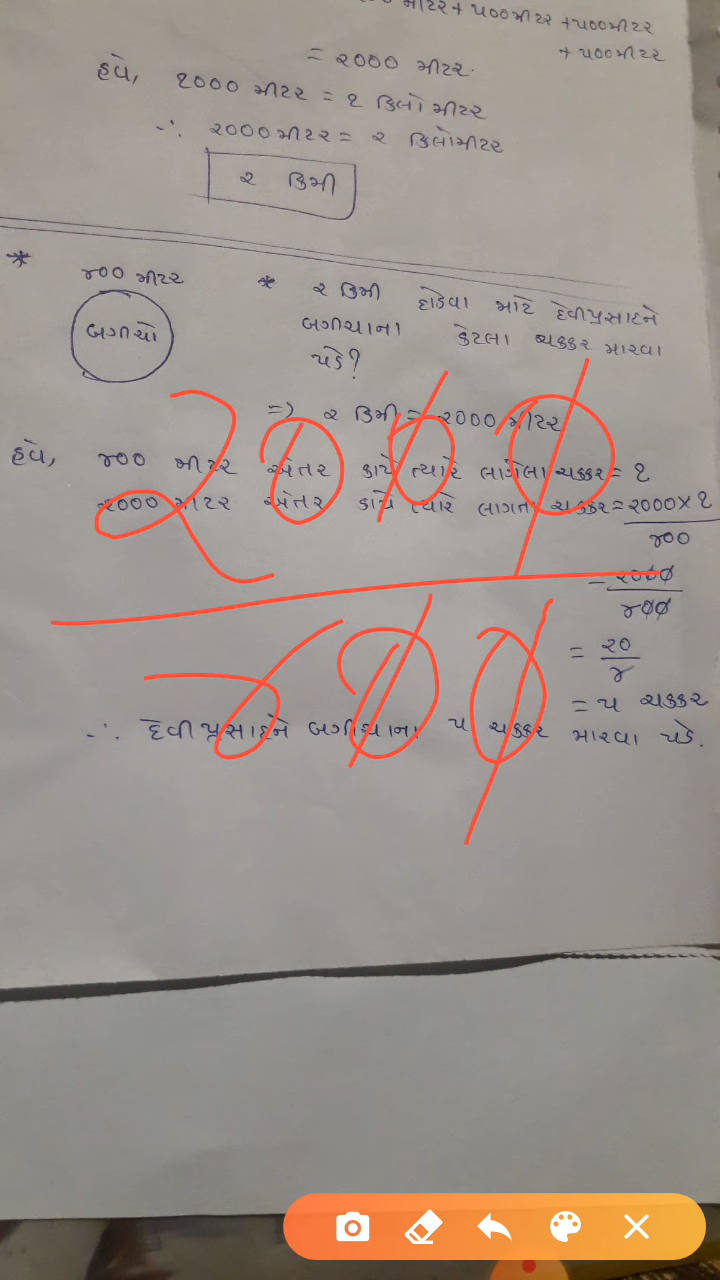 મીટર + ૫૦૦મીટર + ૫૦૦મીટર
+ ૫૦૦મીટર
= ૨૦૦૦ મીટર.
હવે, ૧૦૦૦ મીટર = ૧ કિલો મીટર
∴ ૨૦૦૦મીટર = ૨ કિલોમીટર
૨ કિમી
* ૪૦૦ મીટર
બગીચો
* ૨ કિમી દોડવા માટે દેવીપ્રસાદને
બગીચાના કેટલા ચક્કર મારવા
પડે?
=> ૨ કિમી = ૨૦૦૦ મીટર
હવે, ૪૦૦ મીટર અંતર કાપે ત્યારે લાગેલા ચક્કર = ૧
૨૦૦૦ મીટર અંતર કાપે ત્યારે લાગતા ચક્કર = ૨૦૦૦ × ૧
૪૦૦
= ૨૦૦૦
૪૦૦
= ૨૦
૪
= ૫ ચક્કર
∴ દેવીપ્રસાદને બગીચાના ૫ ચક્કર મારવા પડે.